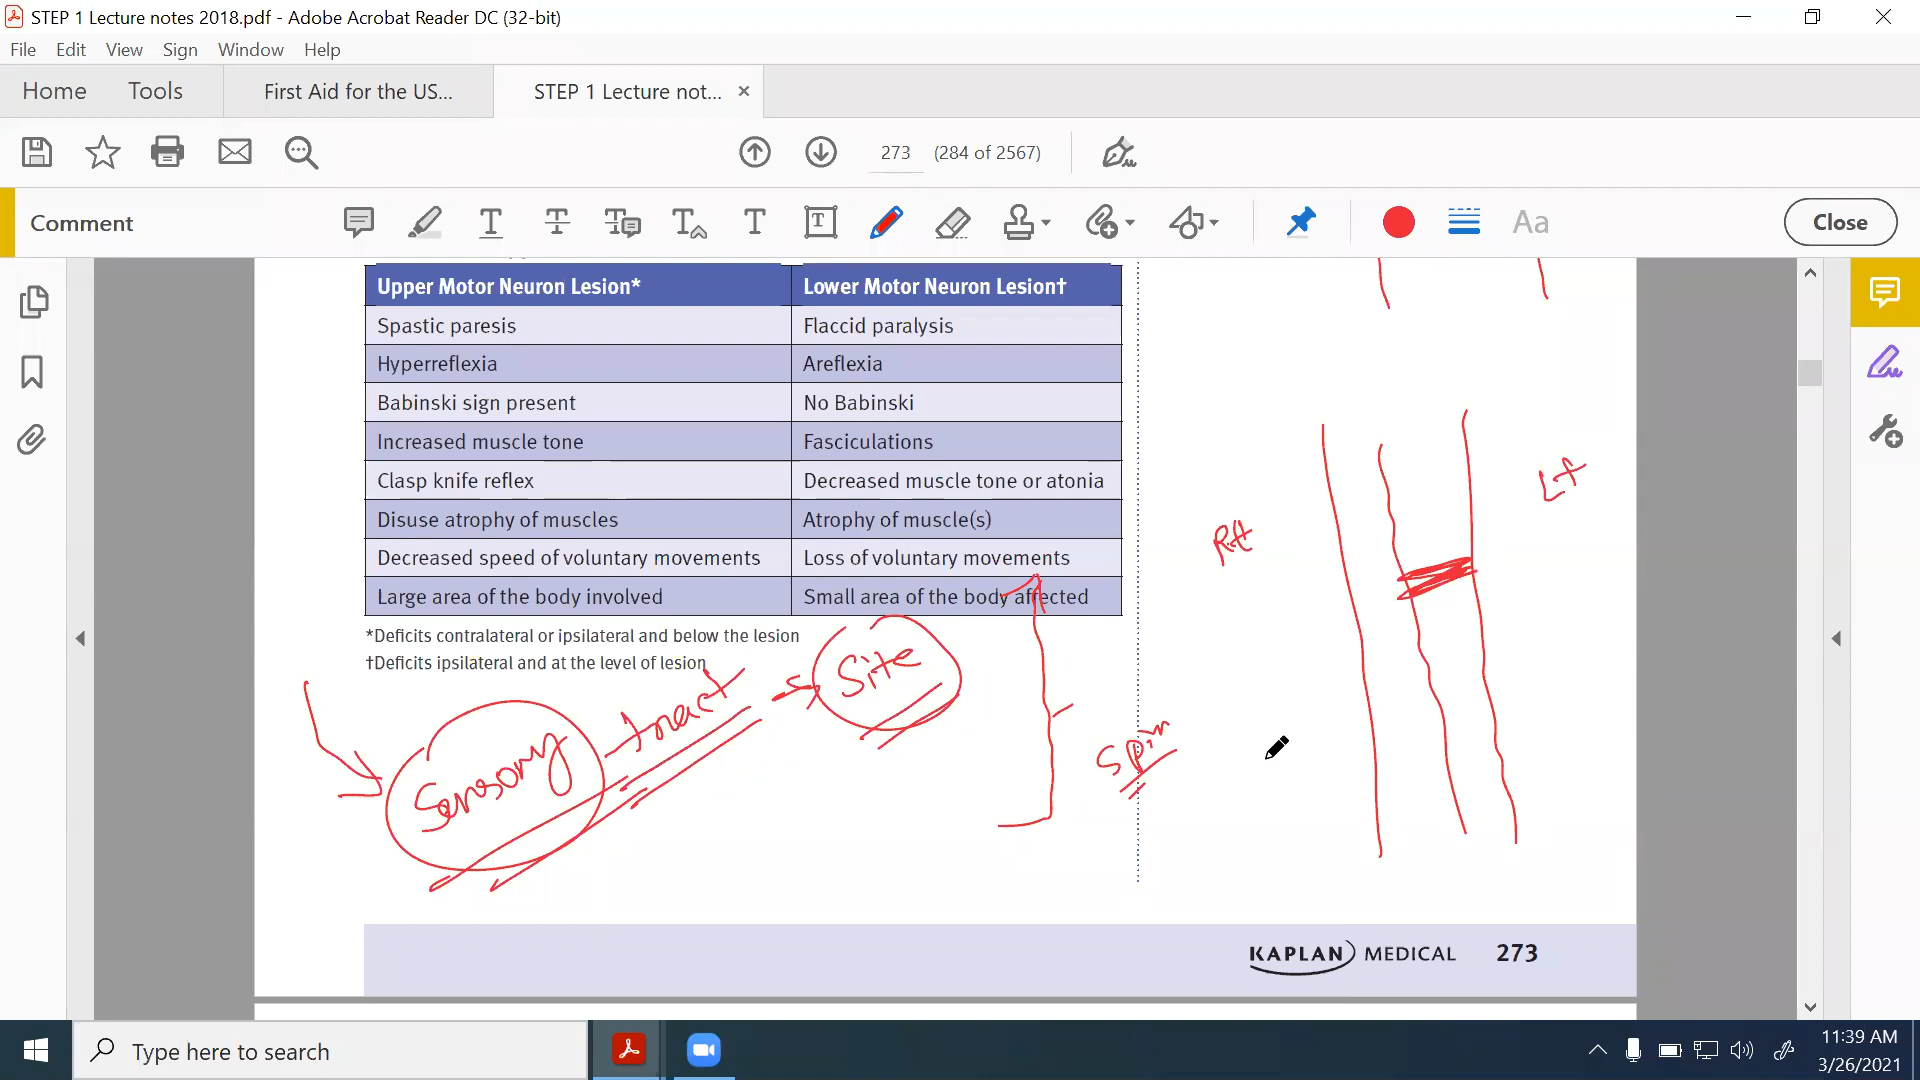 STEP 1 Lecture notes 2018.pdf - Adobe Acrobat Reader DC (32-bit)
File Edit View Sign Window Help
Home Tools First Aid for the US... STEP 1 Lecture not... ×
273 (284 of 2567)
Comment Aa Close
Upper Motor Neuron Lesion* Lower Motor Neuron Lesion†
Spastic paresis Flaccid paralysis
Hyperreflexia Areflexia
Babinski sign present No Babinski
Increased muscle tone Fasciculations
Clasp knife reflex Decreased muscle tone or atonia
Disuse atrophy of muscles Atrophy of muscle(s)
Decreased speed of voluntary movements Loss of voluntary movements
Large area of the body involved Small area of the body affected
*Deficits contralateral or ipsilateral and below the lesion
†Deficits ipsilateral and at the level of lesion
Sensory tract Site
Spin
Rt
Lt
KAPLAN MEDICAL 273
Type here to search
11:39 AM
3/26/2021